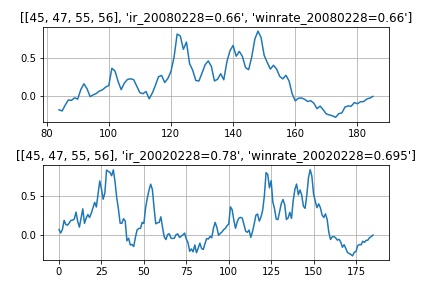 [[45, 47, 55, 56], 'ir_20080228=0.66', 'winrate_20080228=0.66']
0.5
0.0
80 100 120 140 160 180
[[45, 47, 55, 56], 'ir_20020228=0.78', 'winrate_20020228=0.695']
0.5
0.0
0 25 50 75 100 125 150 175